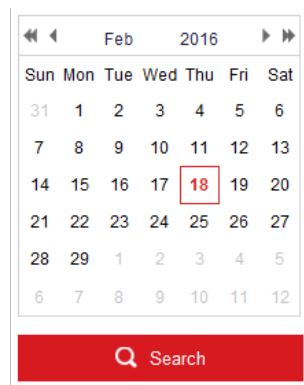 Feb 2016
Sun Mon Tue Wed Thu Fri Sat
31 1 2 3 4 5 6
7 8 9 10 11 12 13
14 15 16 17 18 19 20
21 22 23 24 25 26 27
28 29 1 2 3 4 5
6 7 8 9 10 11 12
Search